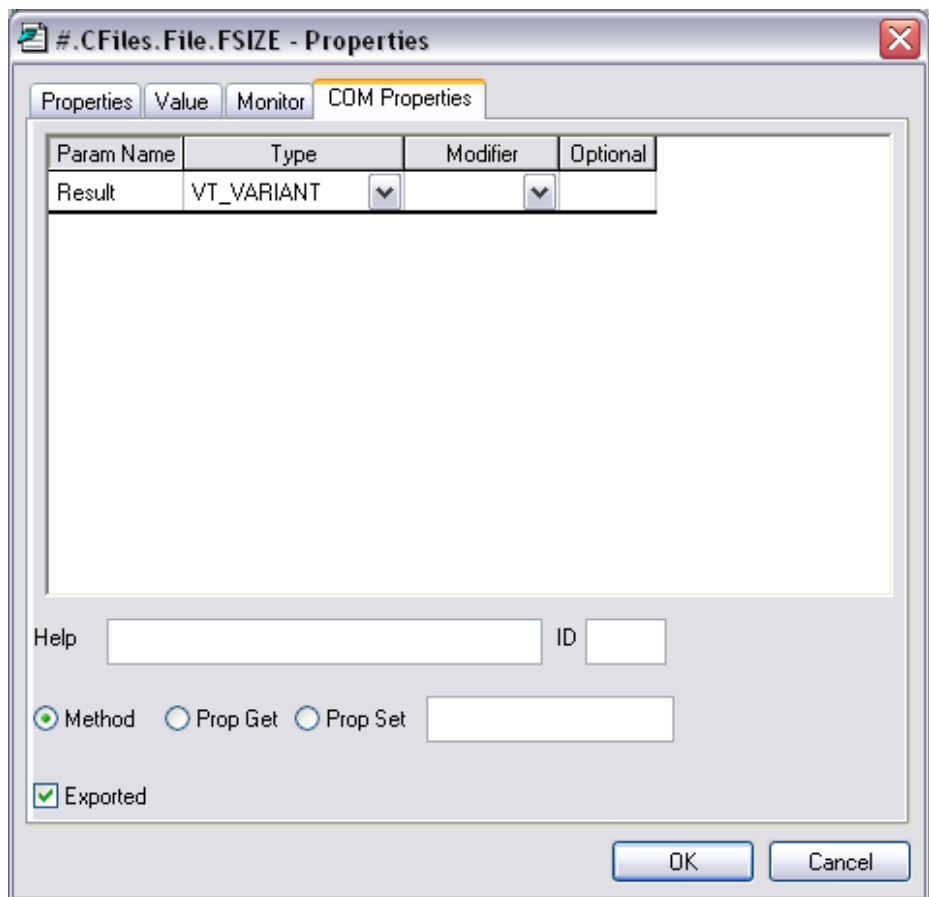 #.CFiles.File.FSIZE - Properties
Properties Value Monitor COM Properties
Param Name Type Modifier Optional
Result VT_VARIANT
Help ID
Method Prop Get Prop Set
Exported
OK Cancel